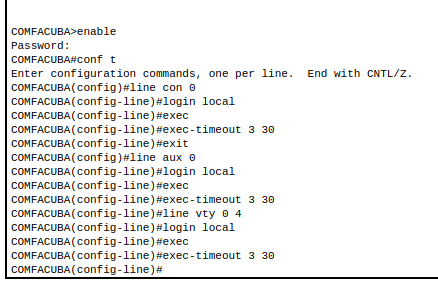 COMFACUBA>enable
Password:
COMFACUBA#conf t
Enter configuration commands, one per line.  End with CNTL/Z.
COMFACUBA(config)#line con 0
COMFACUBA(config-line)#login local
COMFACUBA(config-line)#exec
COMFACUBA(config-line)#exec-timeout 3 30
COMFACUBA(config-line)#exit
COMFACUBA(config)#line aux 0
COMFACUBA(config-line)#login local
COMFACUBA(config-line)#exec
COMFACUBA(config-line)#exec-timeout 3 30
COMFACUBA(config-line)#line vty 0 4
COMFACUBA(config-line)#login local
COMFACUBA(config-line)#exec
COMFACUBA(config-line)#exec-timeout 3 30
COMFACUBA(config-line)#